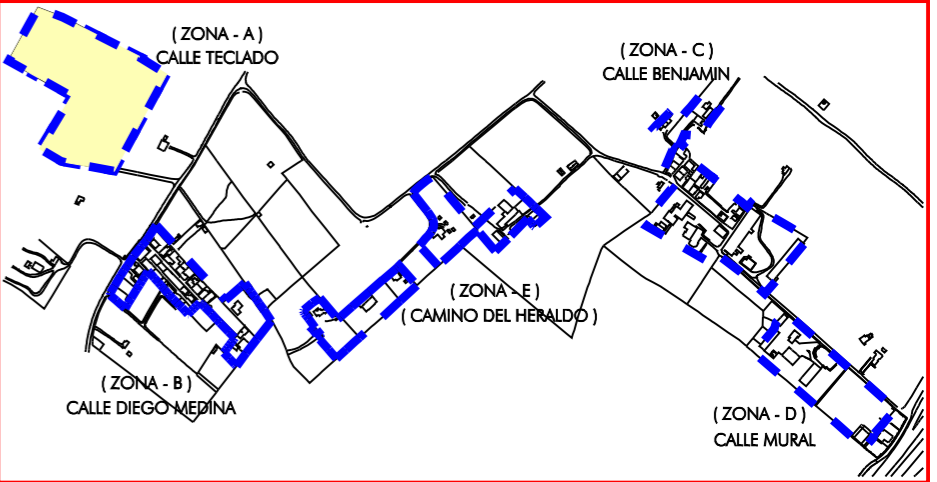 ( ZONA - A )
CALLE TECLADO
( ZONA - C )
CALLE BENJAMIN
( ZONA - E )
( CAMINO DEL HERALDO )
( ZONA - B )
CALLE DIEGO MEDINA
( ZONA - D )
CALLE MURAL